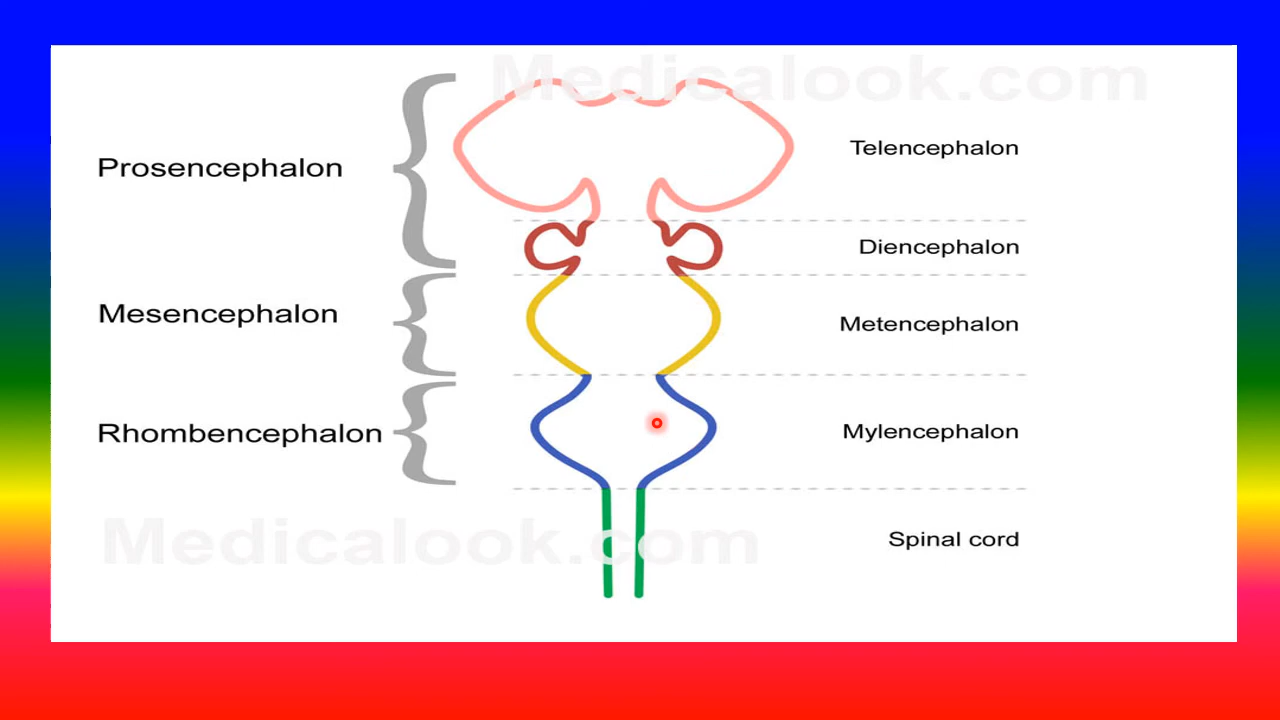 Medicalook.com
Telencephalon
Prosencephalon
Diencephalon
Mesencephalon
Metencephalon
Rhombencephalon
Mylencephalon
Spinal cord
Medicalook.com